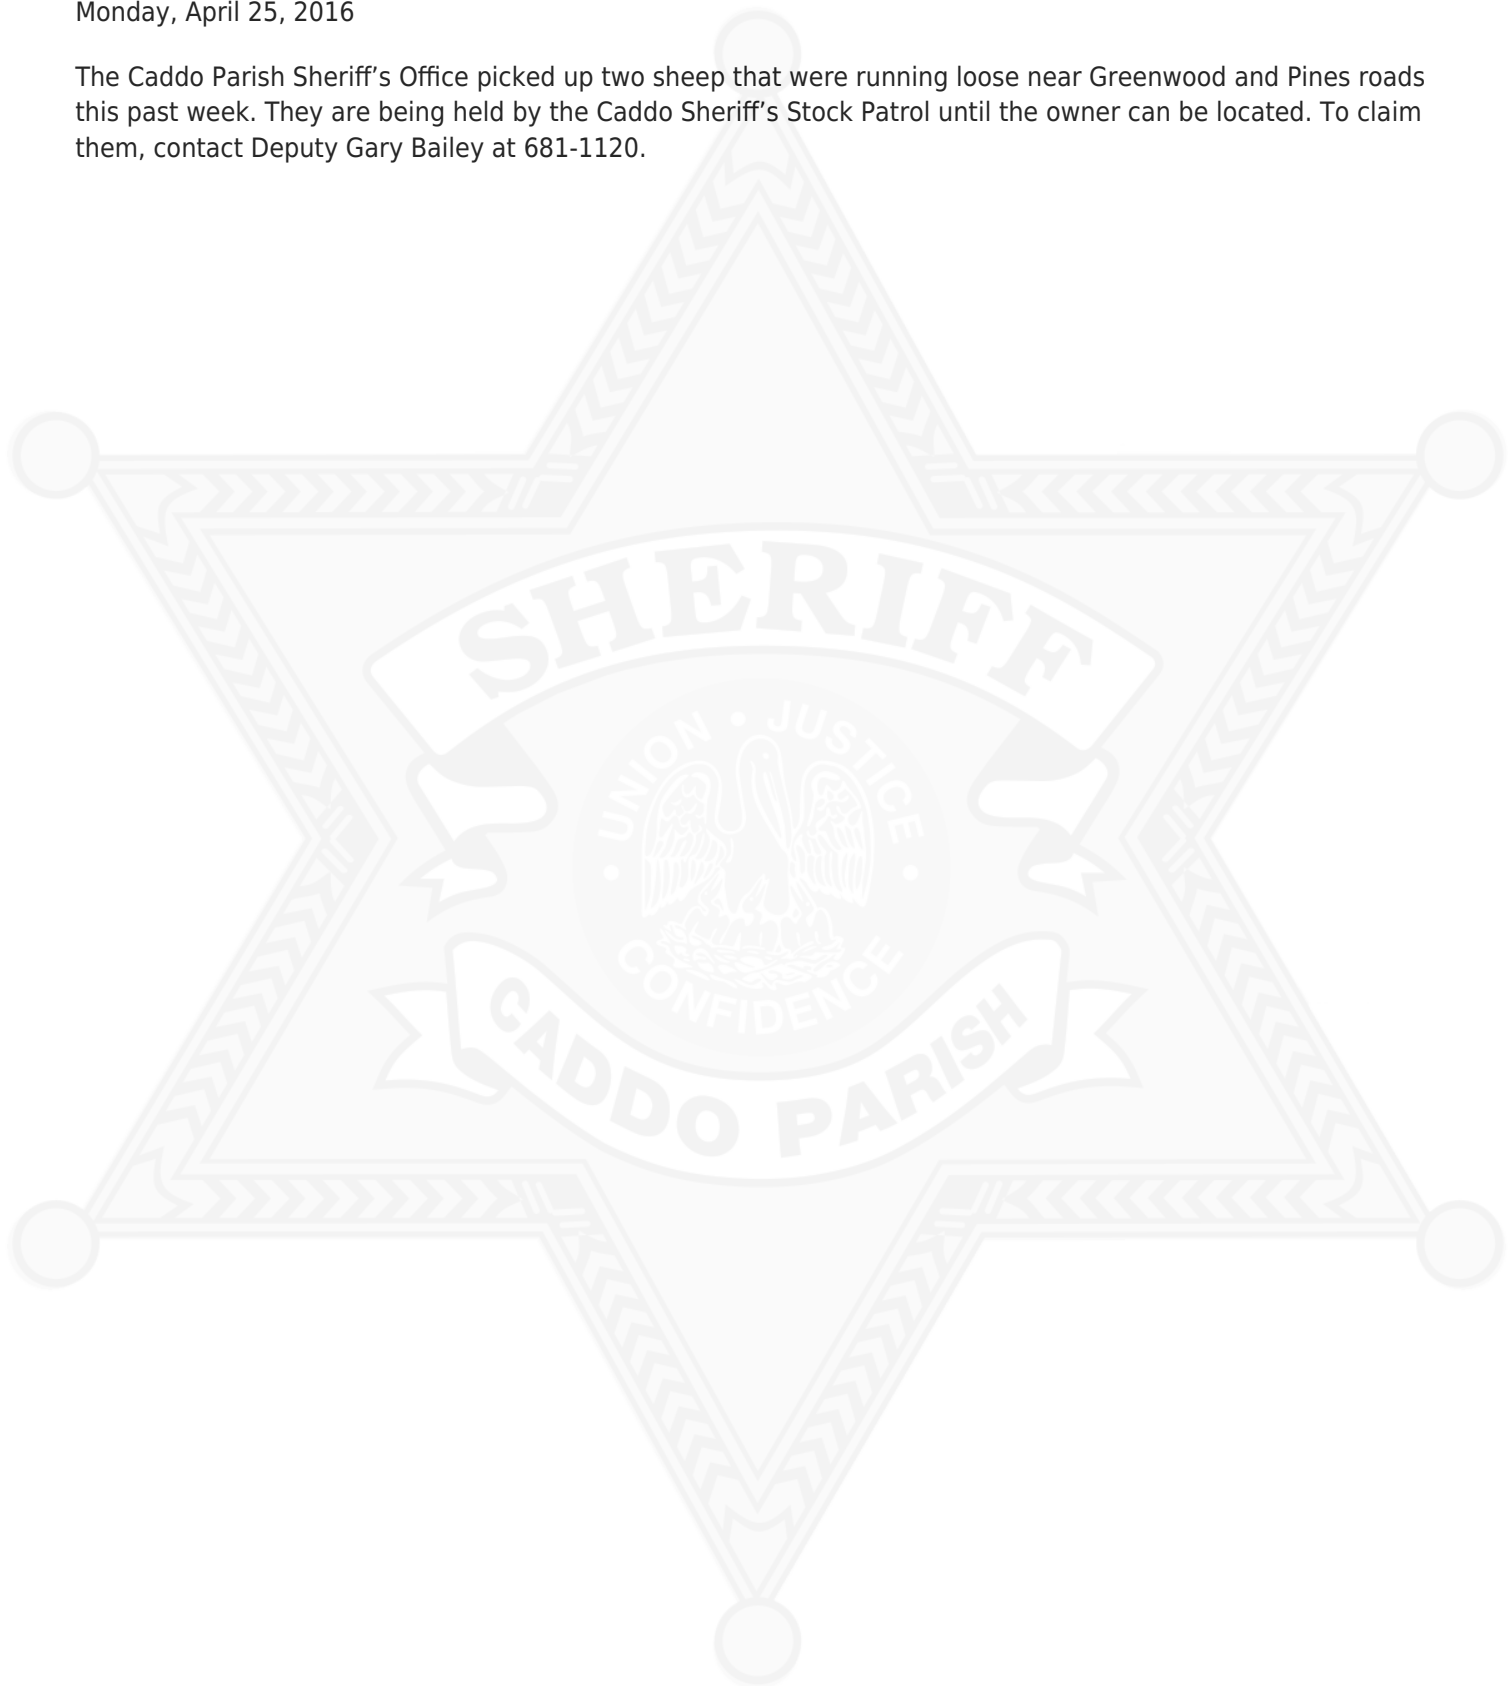 Monday, April 25, 2016
The Caddo Parish Sheriff’s Office picked up two sheep that were running loose near Greenwood and Pines roads
this past week. They are being held by the Caddo Sheriff’s Stock Patrol until the owner can be located. To claim
them, contact Deputy Gary Bailey at 681-1120.
SHERIFF
UNION • JUSTICE •
CONFIDENCE •
CADDO PARISH